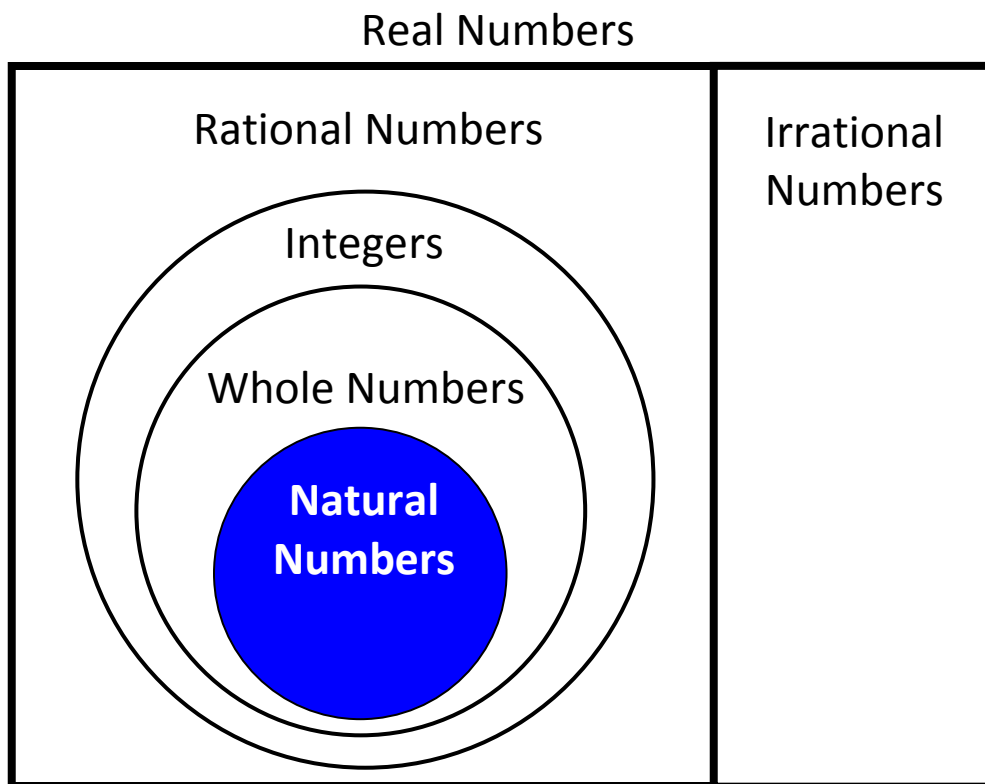 Real Numbers
Rational Numbers
Irrational
Numbers
Integers
Whole Numbers
Natural
Numbers